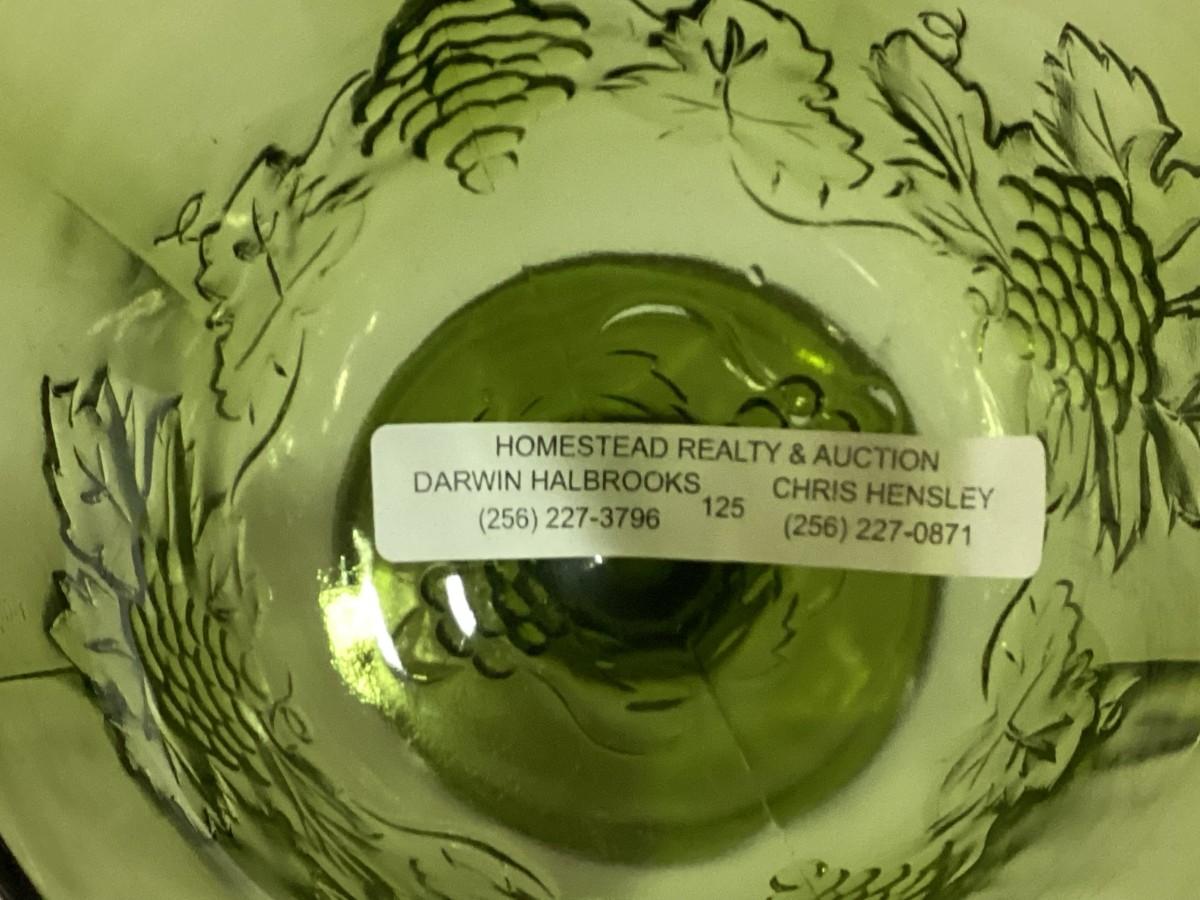 HOMESTEAD REALTY & AUCTION
DARWIN HALBROOKS
(256) 227-3796
125
CHRIS HENSLEY
(256) 227-0871